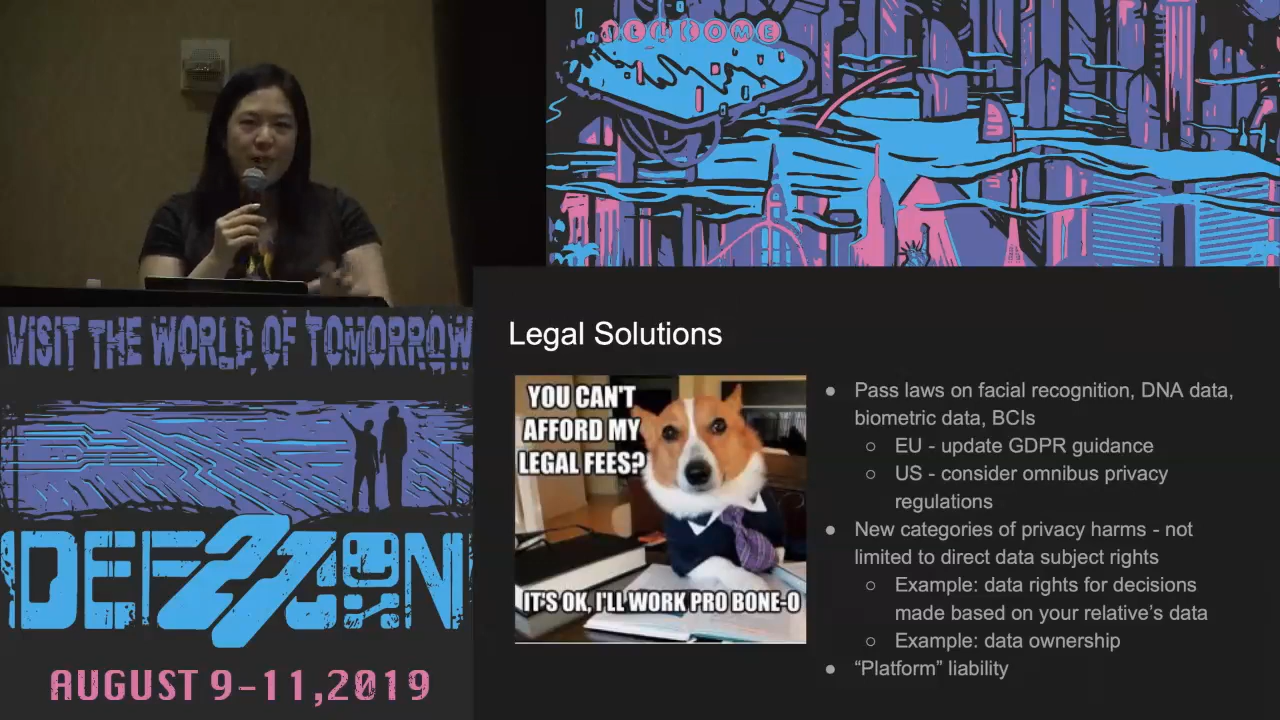 WELCOME
VISIT THE WORLD OF TOMORROW
DEF27CON
AUGUST 9-11,2019
Legal Solutions
YOU CAN'T
AFFORD MY
LEGAL FEES?
IT'S OK, I'LL WORK PRO BONE-O
● Pass laws on facial recognition, DNA data,
biometric data, BCIs
○ EU - update GDPR guidance
○ US - consider omnibus privacy
regulations
● New categories of privacy harms - not
limited to direct data subject rights
○ Example: data rights for decisions
made based on your relative’s data
○ Example: data ownership
● “Platform” liability